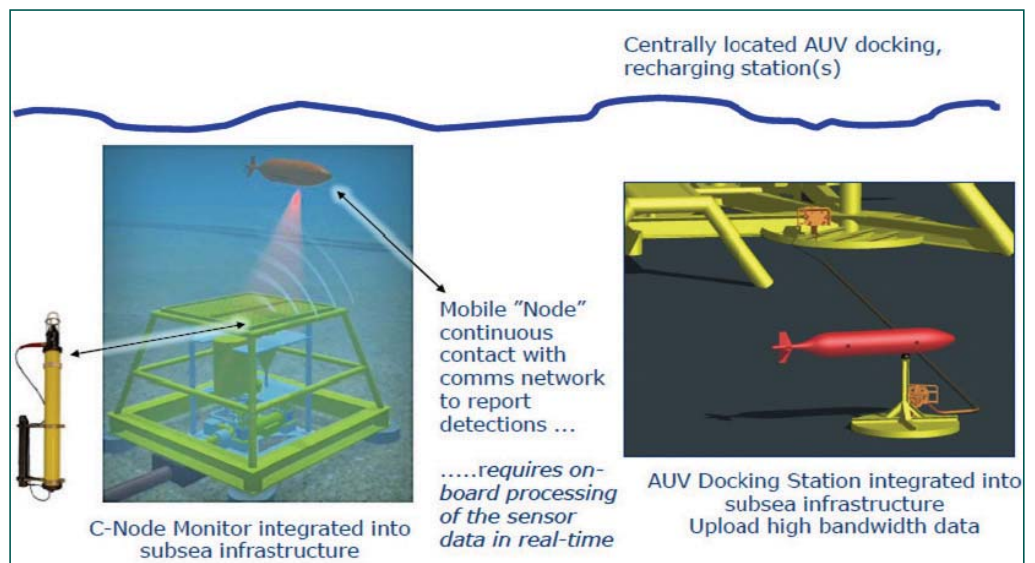 Centrally located AUV docking,
recharging station(s)
Mobile "Node"
continuous
contact with
comms network
to report
detections ...
.....requires on-
board processing
of the sensor
data in real-time
C-Node Monitor integrated into
subsea infrastructure
AUV Docking Station integrated into
subsea infrastructure
Upload high bandwidth data